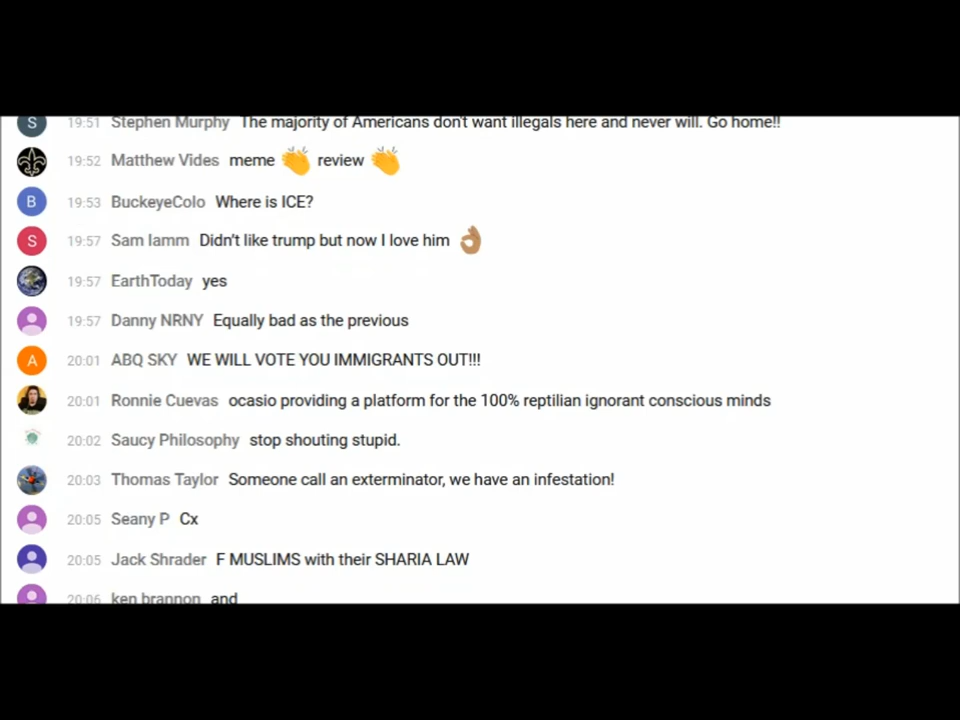 S 19:51 Stephen Murphy The majority of Americans don't want illegals here and never will. Go home!!
19:52 Matthew Vides meme 👏 review 👏
B 19:53 BuckeyeColo Where is ICE?
S 19:57 Sam Iamm Didn't like trump but now I love him 👌🏽
19:57 EarthToday yes
19:57 Danny NRNY Equally bad as the previous
A 20:01 ABQ SKY WE WILL VOTE YOU IMMIGRANTS OUT!!!
20:01 Ronnie Cuevas ocasio providing a platform for the 100% reptilian ignorant conscious minds
20:02 Saucy Philosophy stop shouting stupid.
20:03 Thomas Taylor Someone call an exterminator, we have an infestation!
20:05 Seany P Cx
20:05 Jack Shrader F MUSLIMS with their SHARIA LAW
20:06 ken brannon and